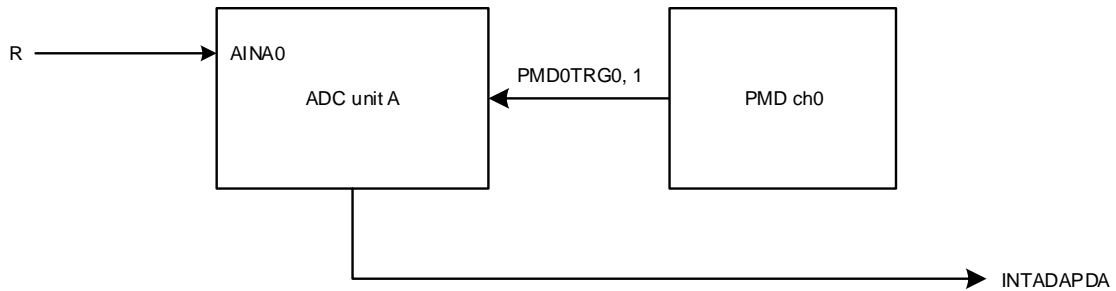 R
AINA0
ADC unit A
PMD0TRG0, 1
PMD ch0
INTADAPDA